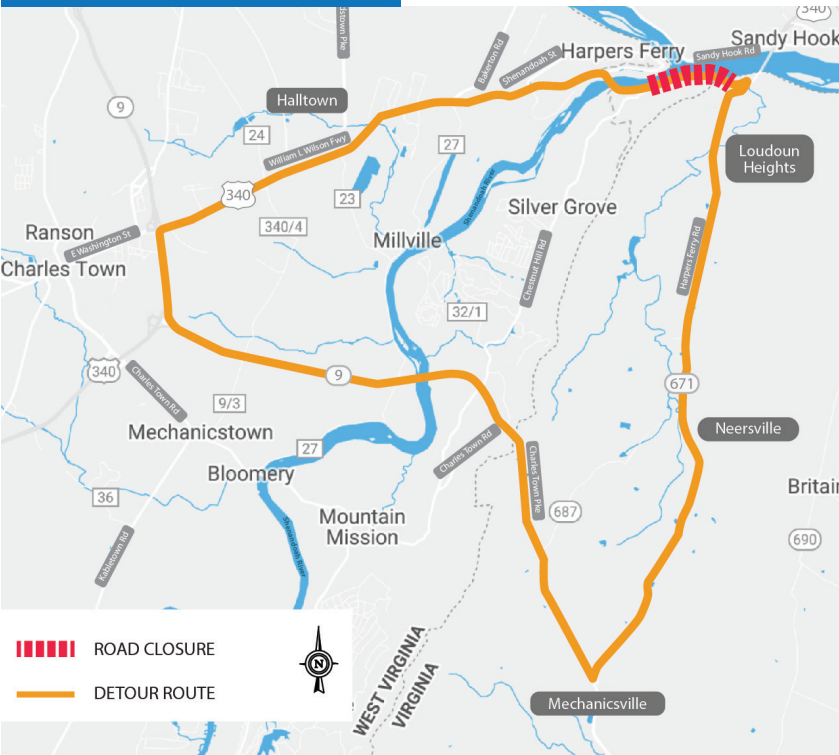 340
Sandy Hook
Harpers Ferry
Sandy Hook Rd
Shenandoah St
Bakerton Rd
9
Halltown
24
William L Wilson Fwy
27
Loudoun
Heights
340
23
Shenandoah River
Silver Grove
340/4
Ranson
E Washington St
Millville
Charles Town
Chestnut Hill Rd
Harpers Ferry Rd
32/1
340
9
671
Charles Town Rd
9/3
Mechanicstown
Neersville
27
Charles Town Rd
Bloomery
Charles Town Pke
36
687
Britain
Mountain
Mission
690
Shenandoah River
Kabletown Rd
ROAD CLOSURE
N
DETOUR ROUTE
WEST VIRGINIA
VIRGINIA
Mechanicsville